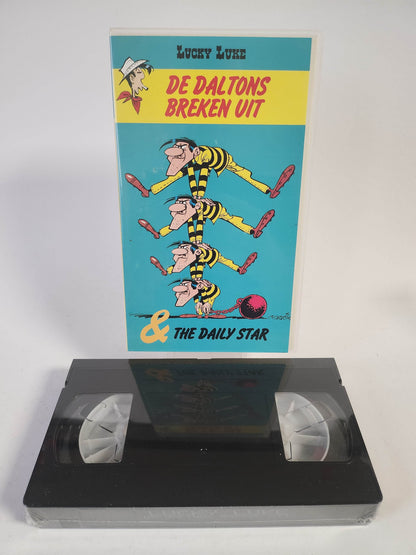 LUCKY LUKE
DE DALTONS
BREKEN UIT
& THE DAILY STAR